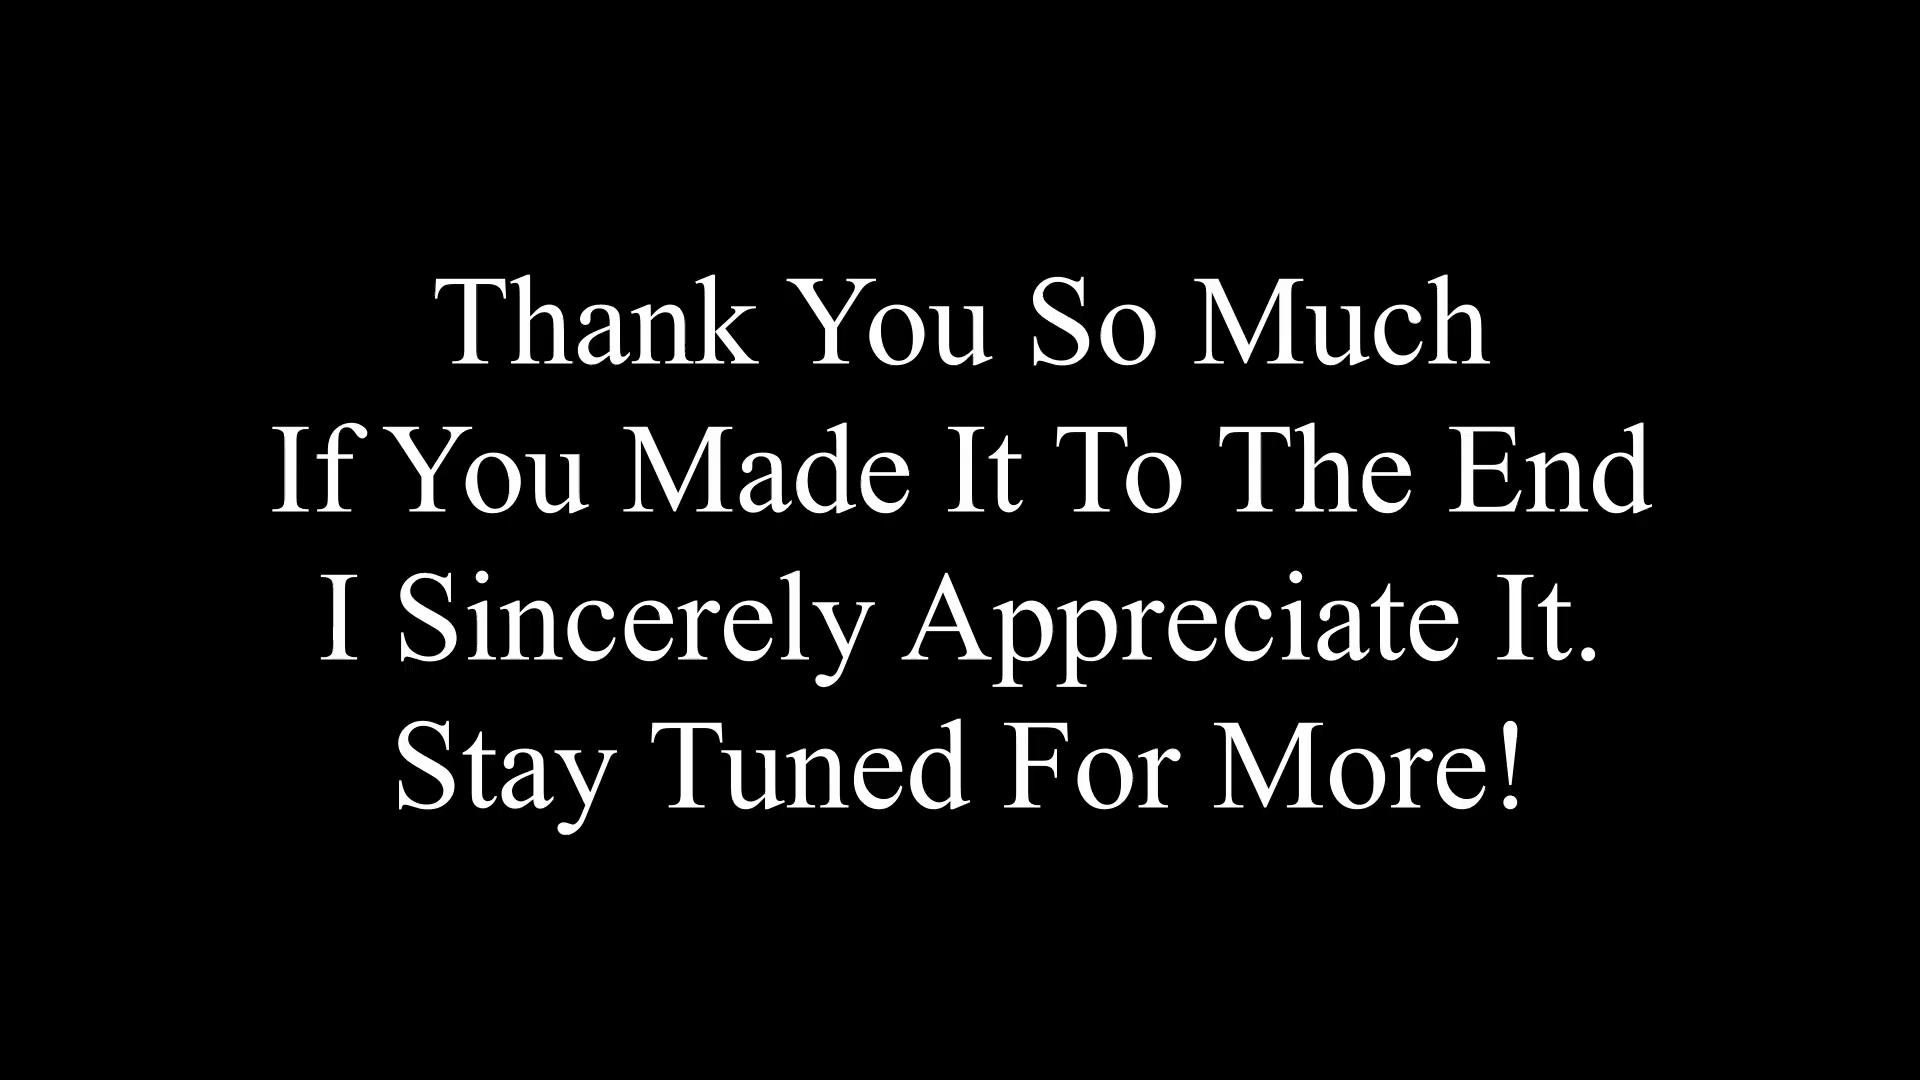 Thank You So Much
If You Made It To The End
I Sincerely Appreciate It.
Stay Tuned For More!